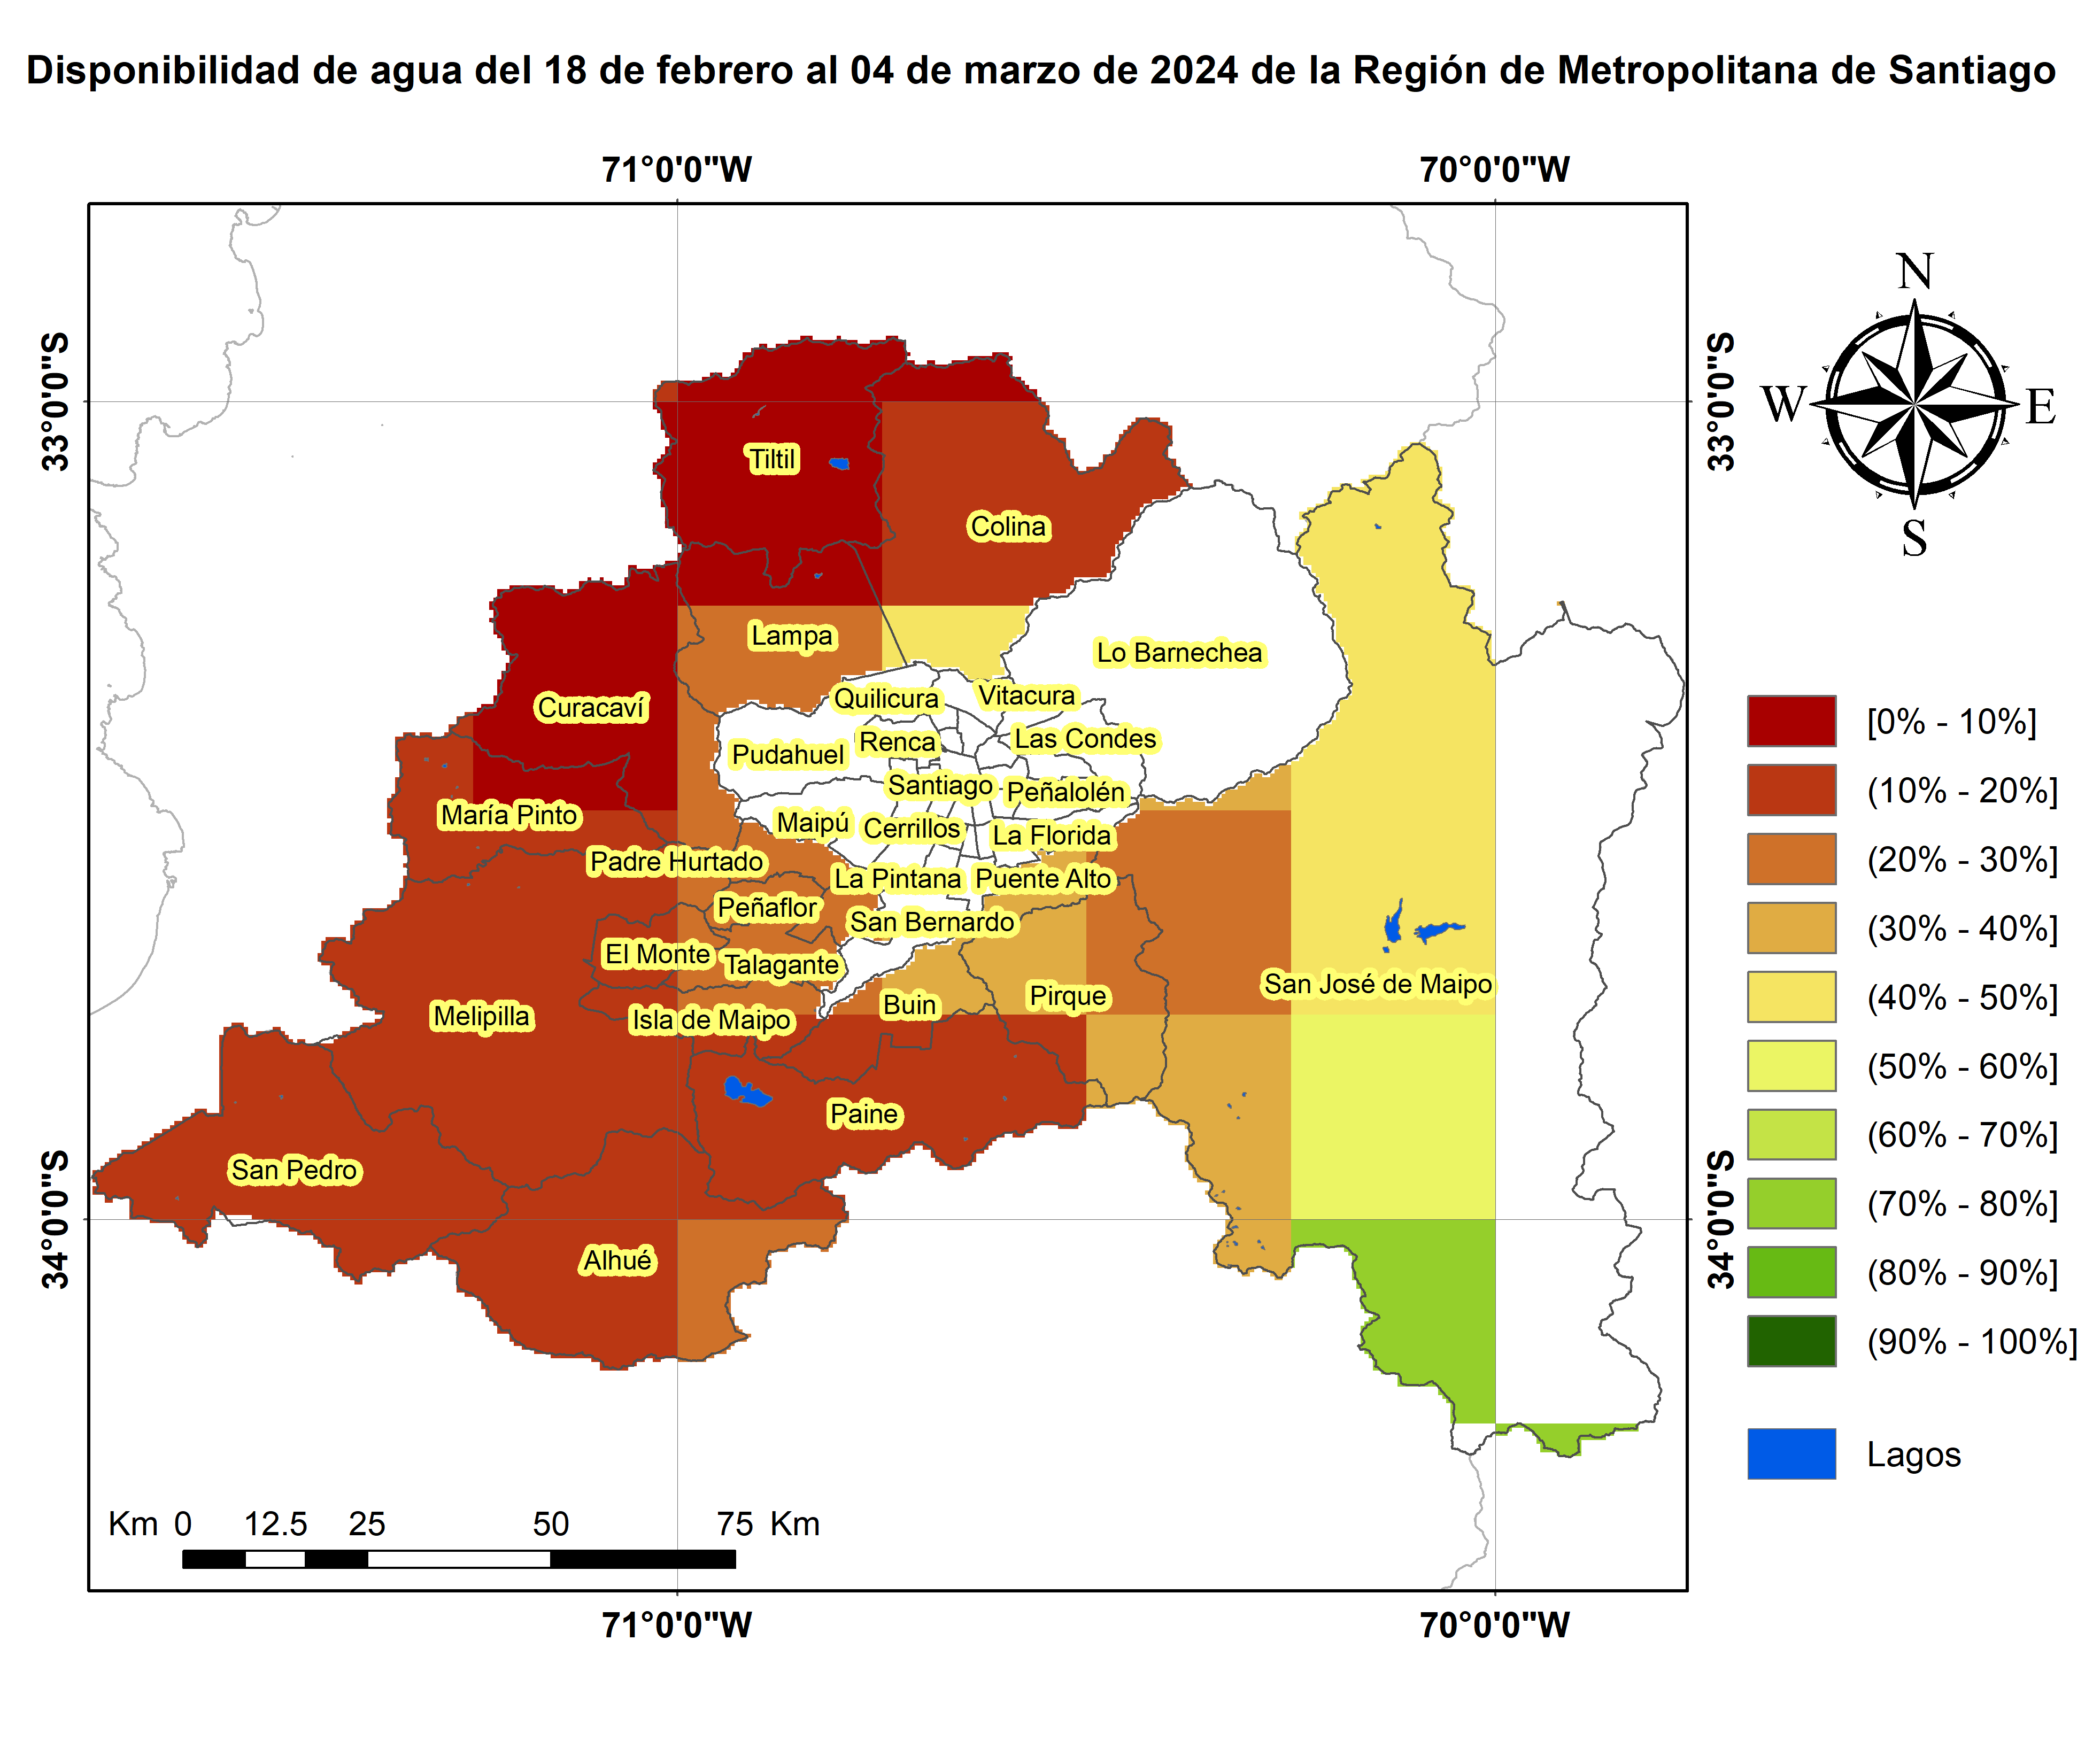 Disponibilidad de agua del 18 de febrero al 04 de marzo de 2024 de la Región de Metropolitana de Santiago
71°0'0"W
70°0'0"W
33°0'0"S
33°0'0"S
N
W
E
S
Tiltil
Colina
Lampa
Lo Barnechea
Curacaví
Quilicura
Vitacura
Pudahuel
Renca
Las Condes
Santiago
Peñalolén
María Pinto
Maipú
Cerrillos
La Florida
Padre Hurtado
La Pintana
Puente Alto
Peñaflor
San Bernardo
El Monte
Talagante
San José de Maipo
Melipilla
Isla de Maipo
Buin
Pirque
Paine
San Pedro
Alhué
34°0'0"S
34°0'0"S
[0% - 10%]
(10% - 20%]
(20% - 30%]
(30% - 40%]
(40% - 50%]
(50% - 60%]
(60% - 70%]
(70% - 80%]
(80% - 90%]
(90% - 100%]
Lagos
Km 0 12.5 25 50 75 Km
71°0'0"W
70°0'0"W